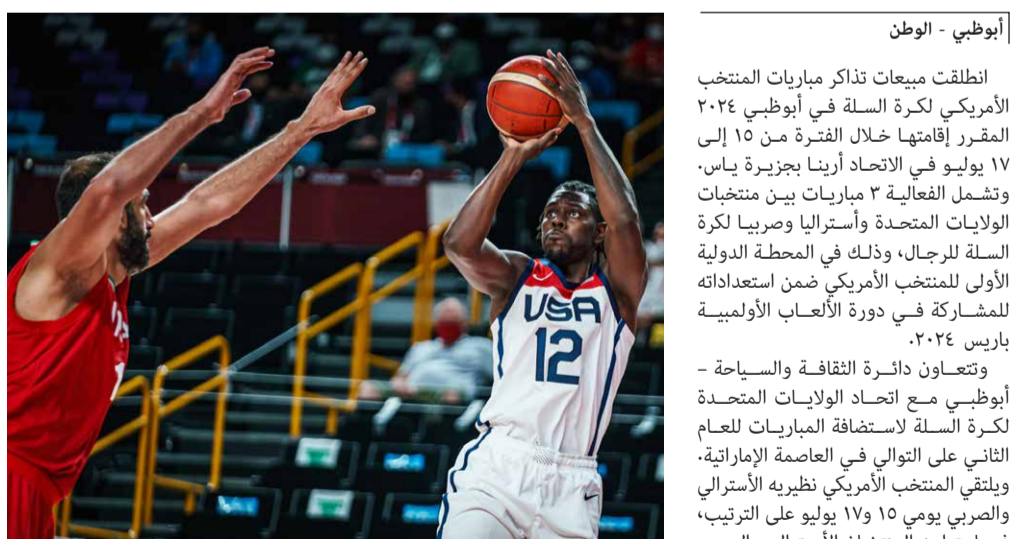 أبوظبي - الوطن
انطلقت مبيعات تذاكر مباريات المنتخب
الأمريكي لكرة السلة في أبوظبي ٢٠٢٤
المقرر إقامتها خلال الفترة من ١٥ إلى
١٧ يوليو في الاتحاد أرينا بجزيرة ياس.
وتشمل الفعالية ٣ مباريات بين منتخبات
الولايات المتحدة وأستراليا وصربيا لكرة
السلة للرجال، وذلك في المحطة الدولية
الأولى للمنتخب الأمريكي ضمن استعداداته
للمشاركة في دورة الألعاب الأولمبية
باريس ٢٠٢٤.
وتتعاون دائرة الثقافة والسياحة –
أبوظبي مع اتحاد الولايات المتحدة
لكرة السلة لاستضافة المباريات للعام
الثاني على التوالي في العاصمة الإماراتية.
ويلتقي المنتخب الأمريكي نظيريه الأسترالي
والصربي يومي ١٥ و١٧ يوليو على الترتيب،
USA
12